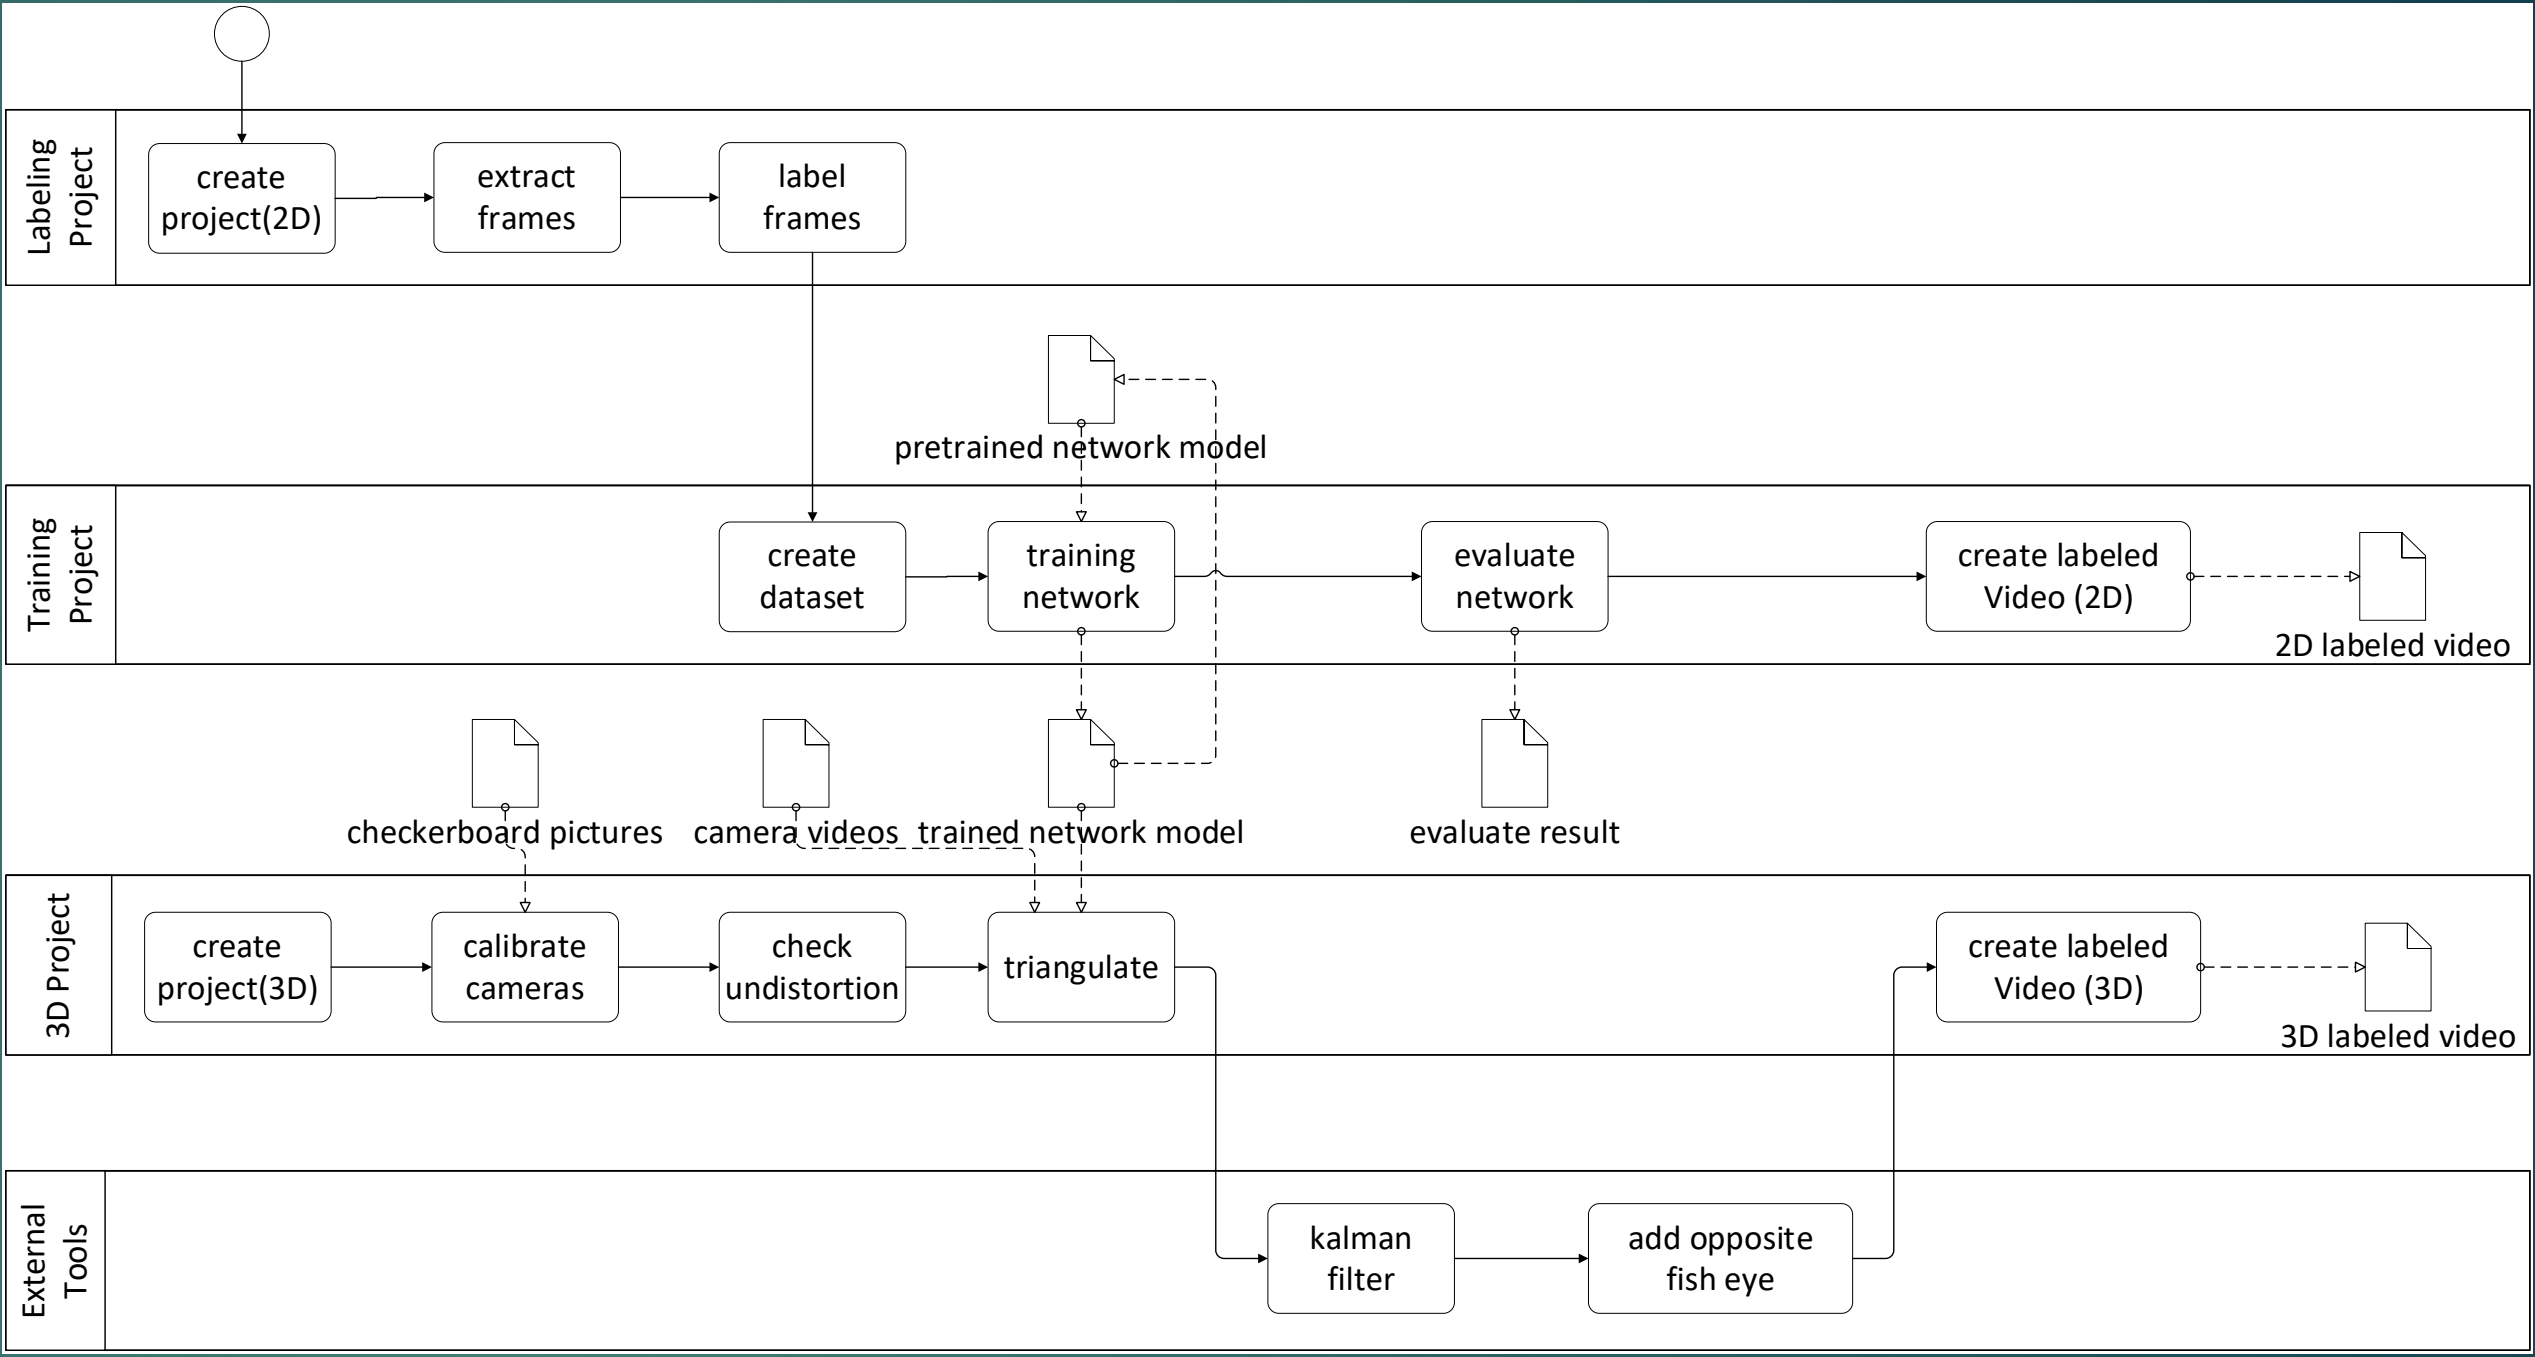 Labeling
Project
create
project(2D)
extract
frames
label
frames
pretrained network model
Training
Project
create
dataset
training
network
evaluate
network
create labeled
Video (2D)
2D labeled video
checkerboard pictures
camera videos
trained network model
evaluate result
3D Project
create
project(3D)
calibrate
cameras
check
undistortion
triangulate
create labeled
Video (3D)
3D labeled video
External
Tools
kalman
filter
add opposite
fish eye